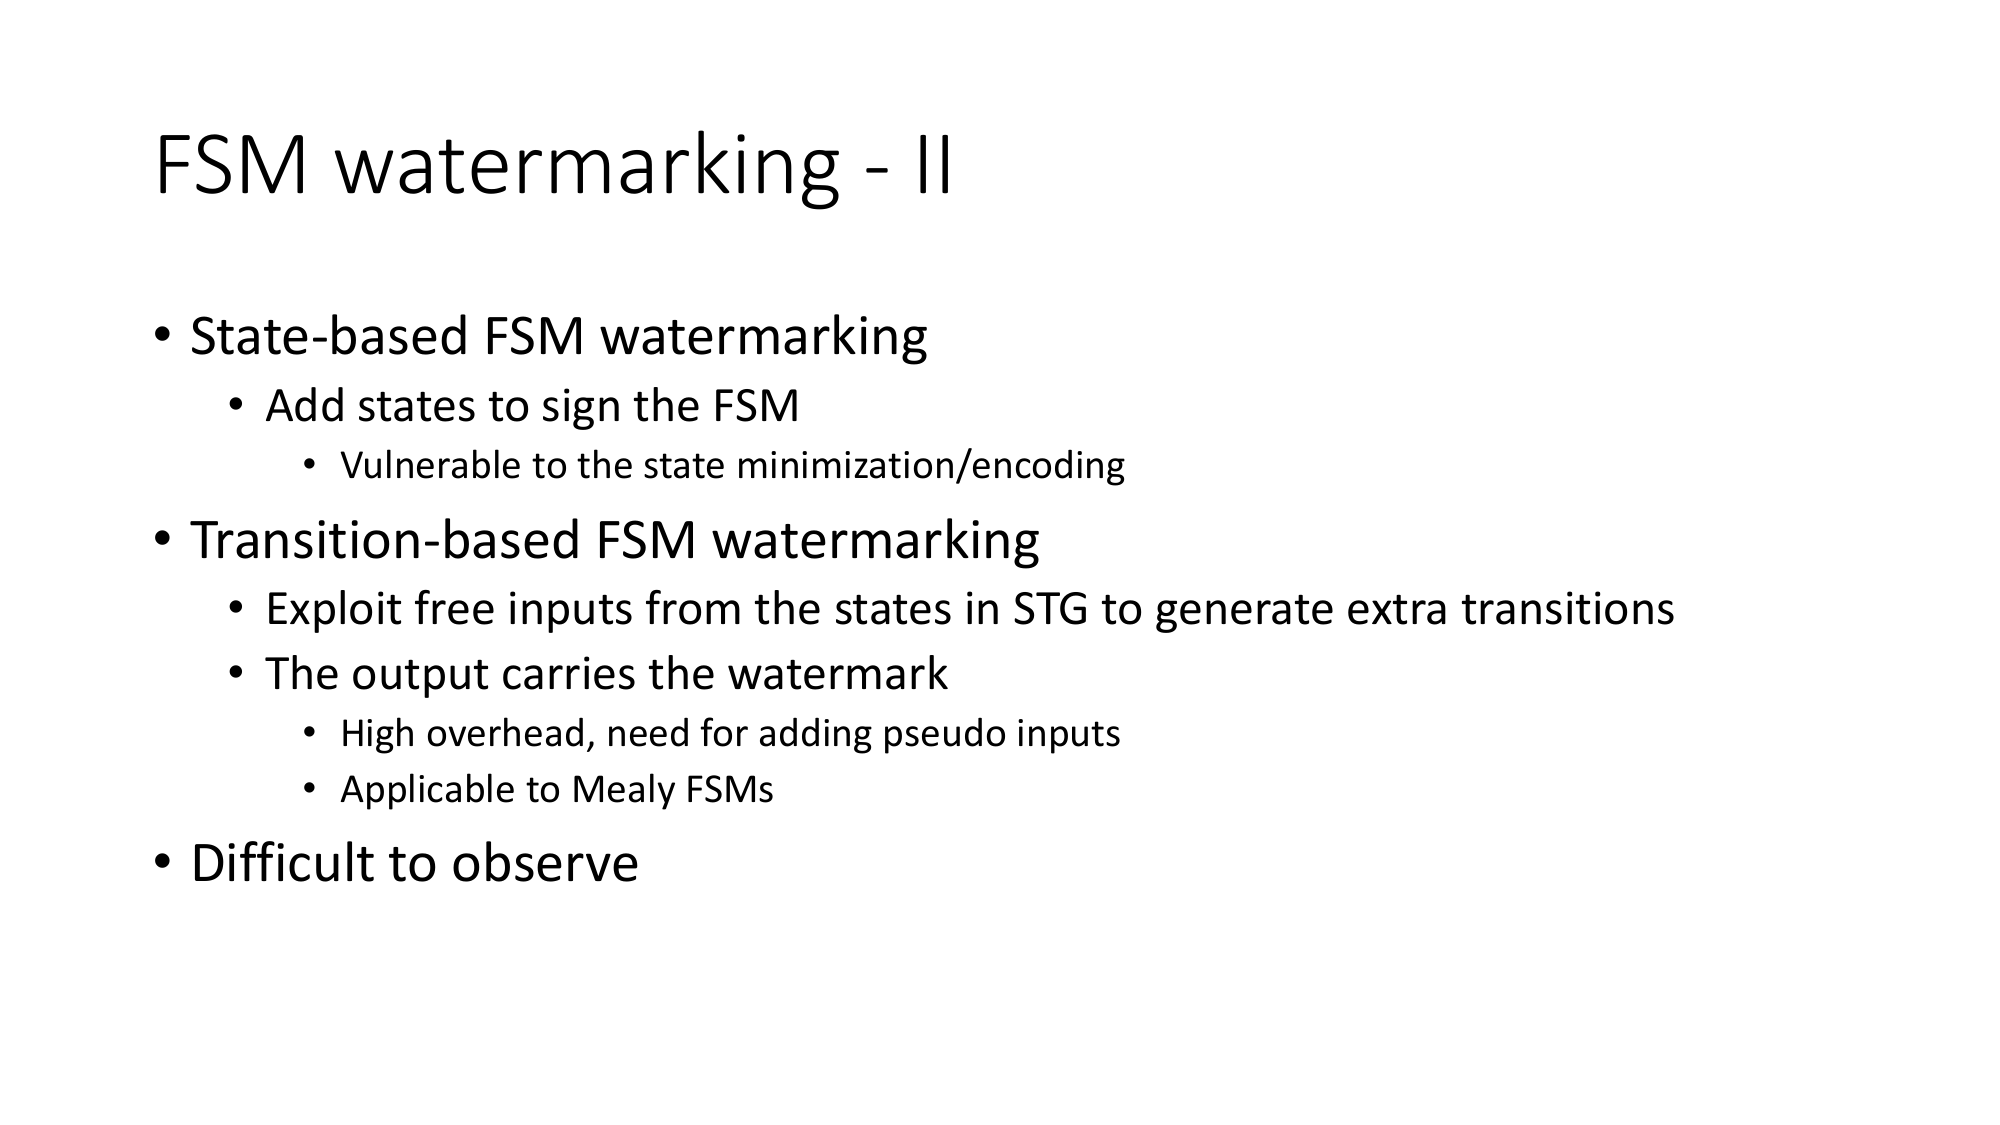 FSM watermarking - II
• State-based FSM watermarking
• Add states to sign the FSM
• Vulnerable to the state minimization/encoding
• Transition-based FSM watermarking
• Exploit free inputs from the states in STG to generate extra transitions
• The output carries the watermark
• High overhead, need for adding pseudo inputs
• Applicable to Mealy FSMs
• Difficult to observe